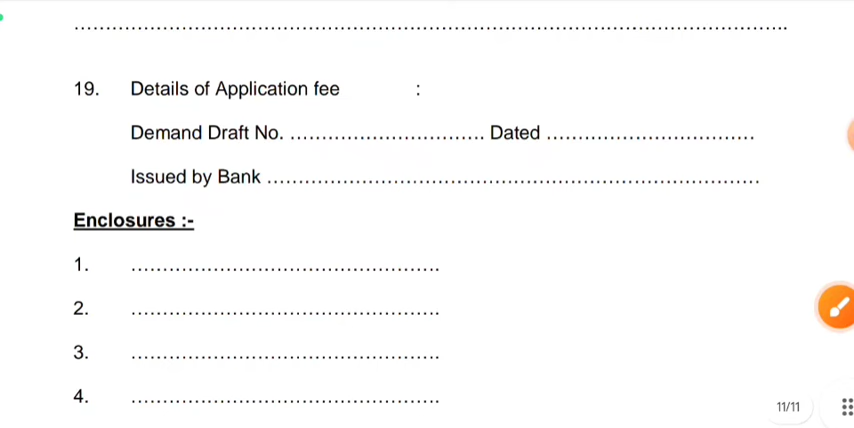 ....................................................................................................................
19. Details of Application fee :
Demand Draft No. ............................... Dated .................................
Issued by Bank ..............................................................................
Enclosures :-
1. .................................................
2. .................................................
3. .................................................
4. .................................................
11/11